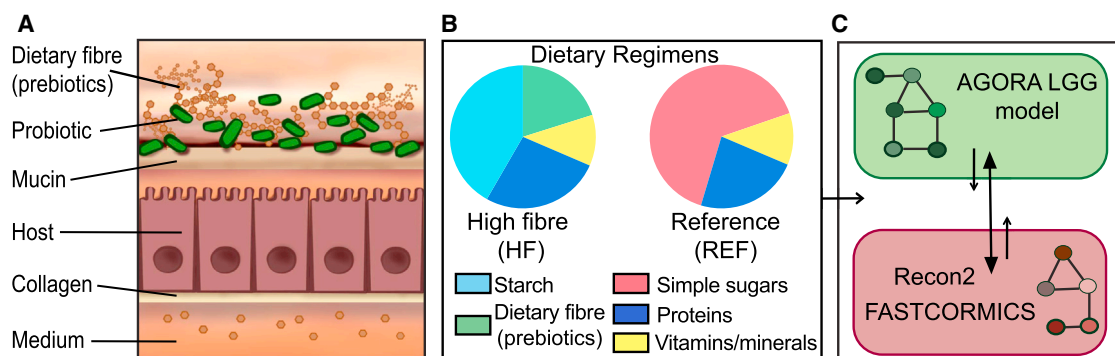 A
Dietary fibre
(prebiotics)
Probiotic
Mucin
Host
Collagen
Medium
B
Dietary Regimens
High fibre
(HF)
Reference
(REF)
Starch
Dietary fibre
(prebiotics)
Simple sugars
Proteins
Vitamins/minerals
C
AGORA LGG
model
Recon2
FASTCORMICS